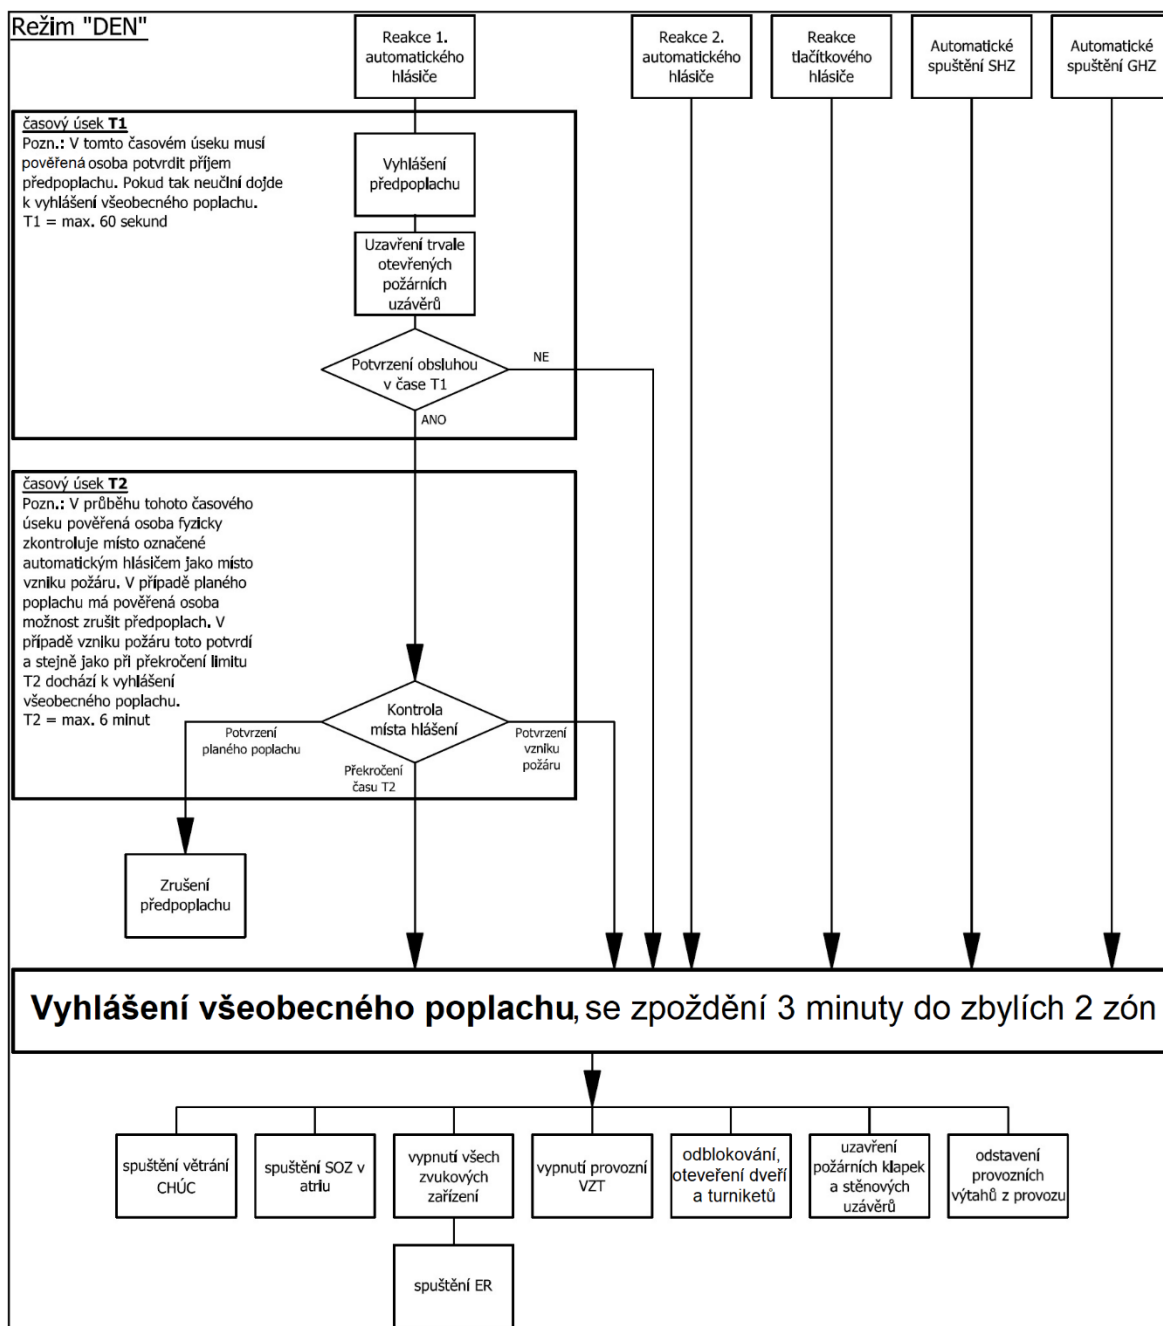 Režim "DEN"
Reakce 1.
automatického
hlásiče
Reakce 2.
automatického
hlásiče
Reakce
tlačítkového
hlásiče
Automatické
spuštění SHZ
Automatické
spuštění GHZ
časový úsek T1
Pozn.: V tomto časovém úseku musí
pověřená osoba potvrdit příjem
předpoplachu. Pokud tak neučiní dojde
k vyhlášení všeobecného poplachu.
T1 = max. 60 sekund
Vyhlášení
předpoplachu
Uzavření trvale
otevřených
požárních
uzávěrů
Potvrzení obsluhou
v čase T1
NE
ANO
časový úsek T2
Pozn.: V průběhu tohoto časového
úseku pověřená osoba fyzicky
zkontroluje místo označené
automatickým hlásičem jako místo
vzniku požáru. V případě planého
poplachu má pověřená osoba
možnost zrušit předpoplach. V
případě vzniku požáru toto potvrdí
a stejně jako při překročení limitu
T2 dochází k vyhlášení
všeobecného poplachu.
T2 = max. 6 minut
Kontrola
místa hlášení
Potvrzení
planého poplachu
Potvrzení
vzniku
požáru
Překročení
času T2
Zrušení
předpoplachu
Vyhlášení všeobecného poplachu, se zpoždění 3 minuty do zbylích 2 zón
spuštění větrání
CHÚC
spuštění SOZ v
atriu
vypnutí všech
zvukových
zařízení
vypnutí provozní
VZT
odblokování,
oteveření dveří
a turniketů
uzavření
požárních klapek
a stěnových
uzávěrů
odstavení
provozních
výtahů z provozu
spuštění ER